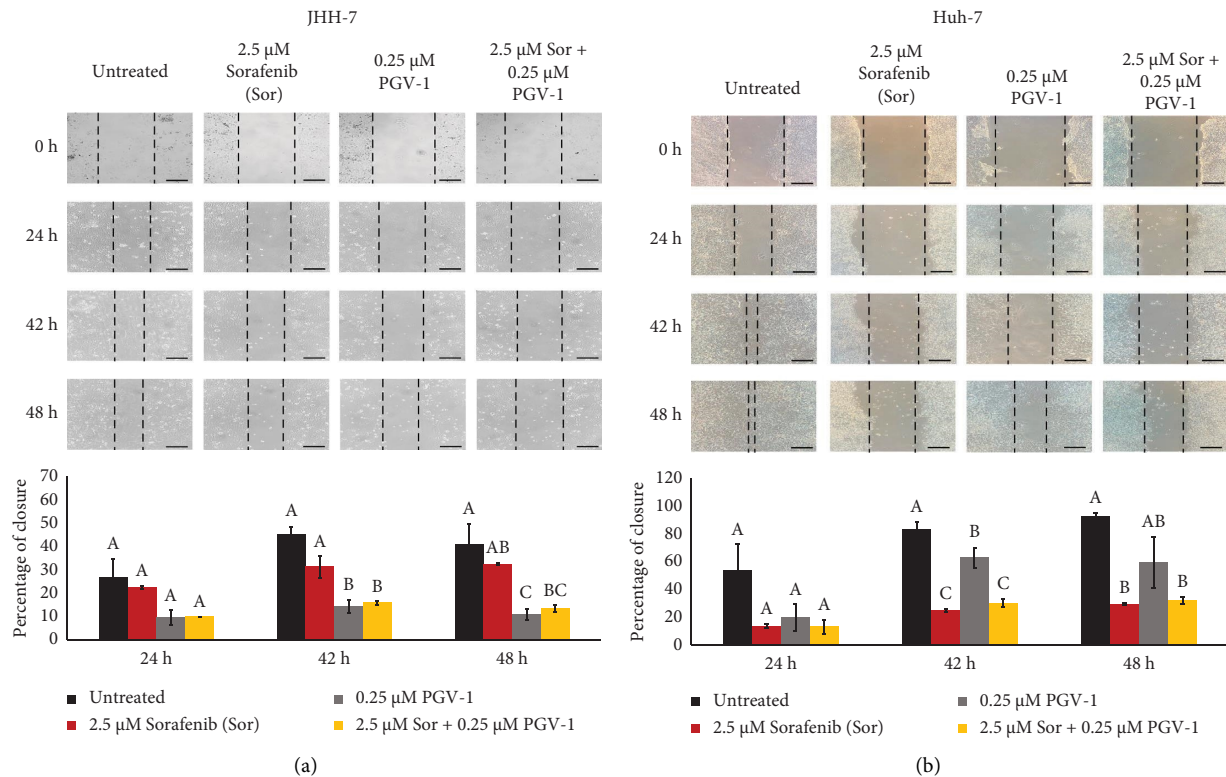 JHH-7
Untreated
2.5 μM
Sorafenib
(Sor)
0.25 μM
PGV-1
2.5 μM Sor +
0.25 μM
PGV-1
0 h
24 h
42 h
48 h
Percentage of closure
70
60
50
40
30
20
10
0
A
A
A
A
A
A
B
B
A
AB
C
BC
24 h
42 h
48 h
Untreated
0.25 μM PGV-1
2.5 μM Sorafenib (Sor)
2.5 μM Sor + 0.25 μM PGV-1
(a)
Huh-7
Untreated
2.5 μM
Sorafenib
(Sor)
0.25 μM
PGV-1
2.5 μM Sor +
0.25 μM
PGV-1
0 h
24 h
42 h
48 h
Percentage of closure
120
100
80
60
40
20
0
A
A
A
A
A
C
B
C
A
B
AB
B
24 h
42 h
48 h
Untreated
0.25 μM PGV-1
2.5 μM Sorafenib (Sor)
2.5 μM Sor + 0.25 μM PGV-1
(b)